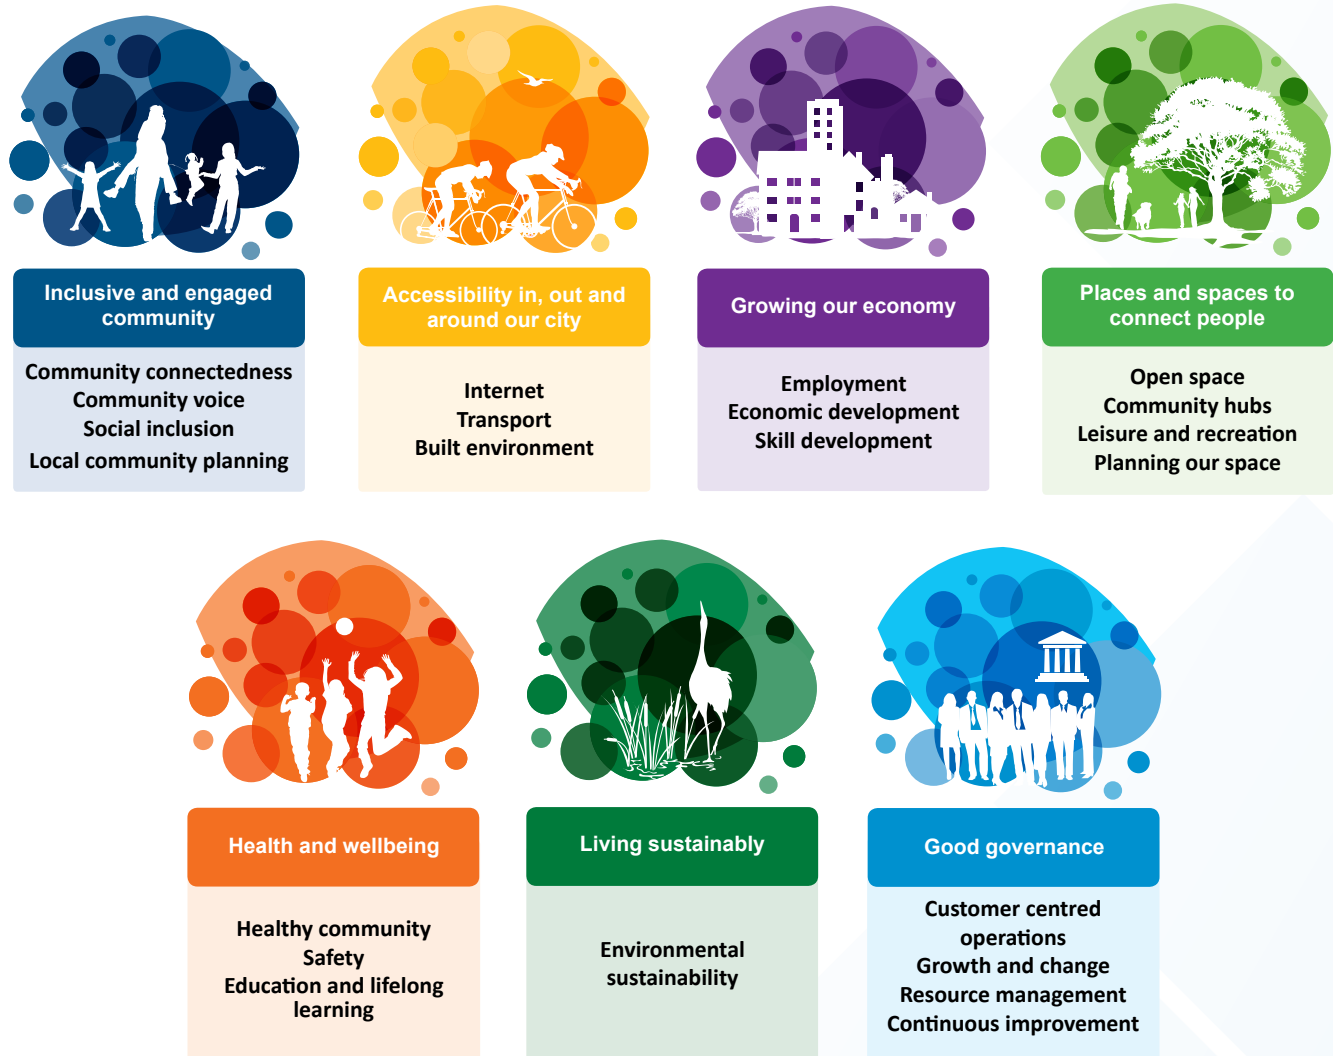 Inclusive and engaged
community
Community connectedness
Community voice
Social inclusion
Local community planning
Accessibility in, out and
around our city
Internet
Transport
Built environment
Growing our economy
Employment
Economic development
Skill development
Places and spaces to
connect people
Open space
Community hubs
Leisure and recreation
Planning our space
Health and wellbeing
Healthy community
Safety
Education and lifelong
learning
Living sustainably
Environmental
sustainability
Good governance
Customer centred
operations
Growth and change
Resource management
Continuous improvement